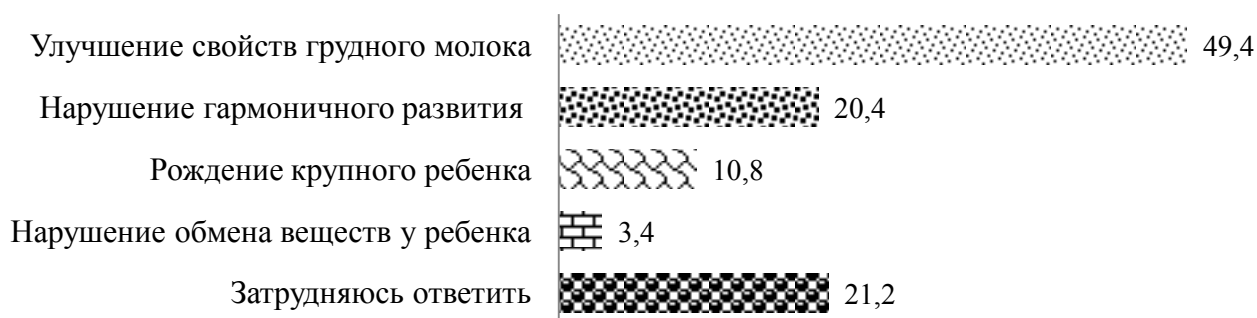 Улучшение свойств грудного молока 49,4
Нарушение гармоничного развития 20,4
Рождение крупного ребенка 10,8
Нарушение обмена веществ у ребенка 3,4
Затрудняюсь ответить 21,2